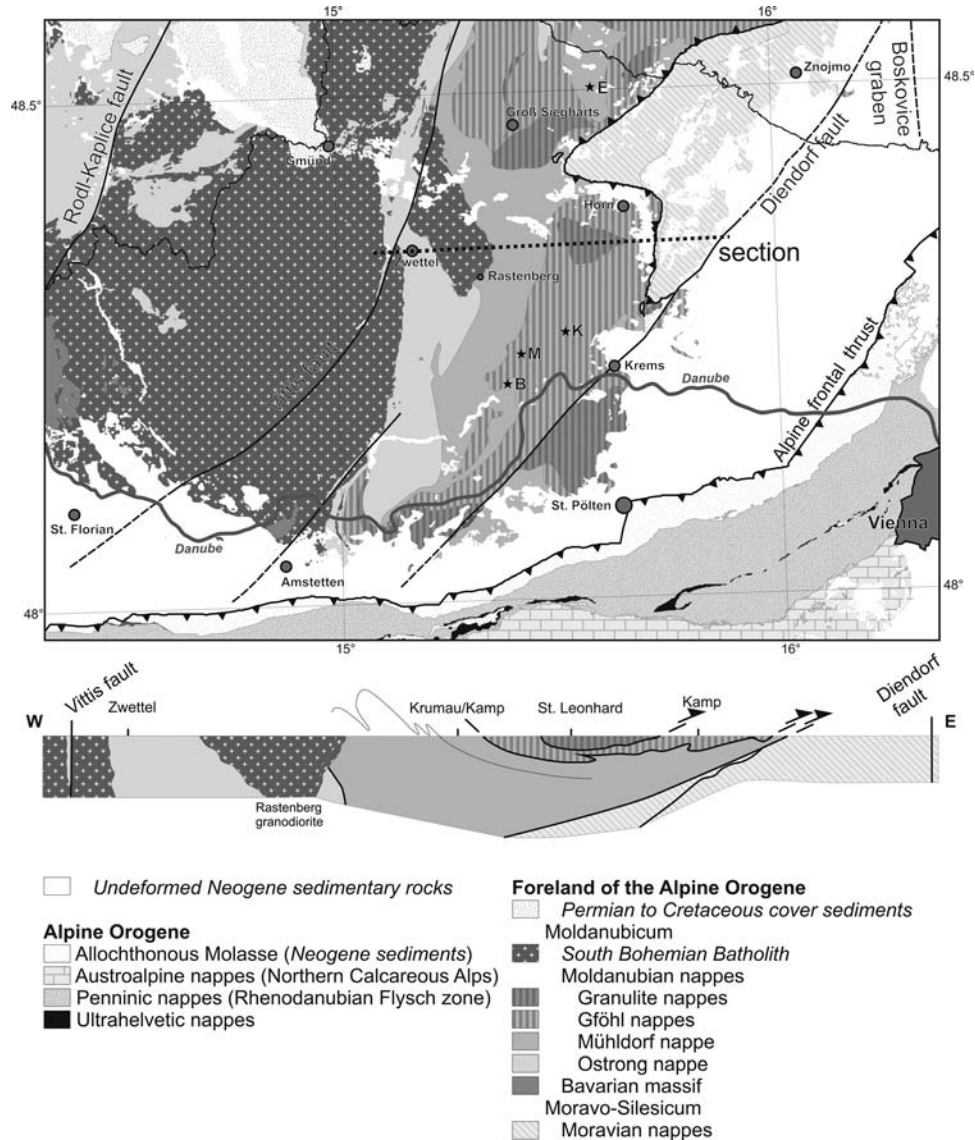 15°
16°
48.5°
48.5°
Rodl-Kaplice fault
Gmünd
E
Groß Siegharts
Znojmo
Boskovice
graben
Diendorf fault
Horn
section
Zwettel
Rastenberg
Vittis fault
K
M
B
Krems
Danube
Alpine frontal thrust
St. Florian
Danube
St. Pölten
Vienna
Amstetten
48°
48°
15°
16°
Vittis fault
Diendorf
fault
W
Zwettel
Krumau/Kamp
St. Leonhard
Kamp
E
Rastenberg
granodiorite
Undeformed Neogene sedimentary rocks
Alpine Orogene
Allochthonous Molasse (Neogene sediments)
Austroalpine nappes (Northern Calcareous Alps)
Penninic nappes (Rhenodanubian Flysch zone)
Ultrahelvetic nappes
Foreland of the Alpine Orogene
Permian to Cretaceous cover sediments
Moldanubicum
South Bohemian Batholith
Moldanubian nappes
Granulite nappes
Gföhl nappes
Mühldorf nappe
Ostrong nappe
Bavarian massif
Moravo-Silesicum
Moravian nappes